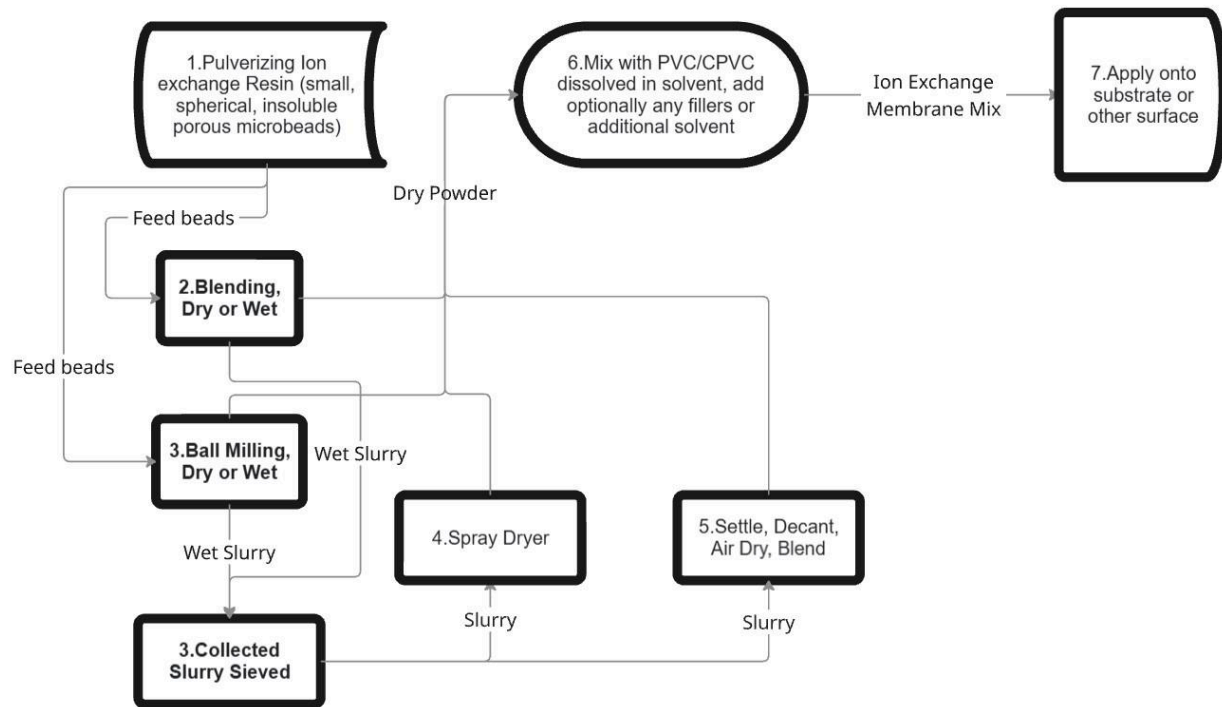 1.Pulverizing Ion
exchange Resin (small,
spherical, insoluble
porous microbeads)
6.Mix with PVC/CPVC
dissolved in solvent, add
optionally any fillers or
additional solvent
Ion Exchange
Membrane Mix
7.Apply onto
substrate or
other surface
Dry Powder
Feed beads
2.Blending,
Dry or Wet
Feed beads
3.Ball Milling,
Dry or Wet
Wet Slurry
Wet Slurry
4.Spray Dryer
5.Settle, Decant,
Air Dry, Blend
Slurry
Slurry
3.Collected
Slurry Sieved